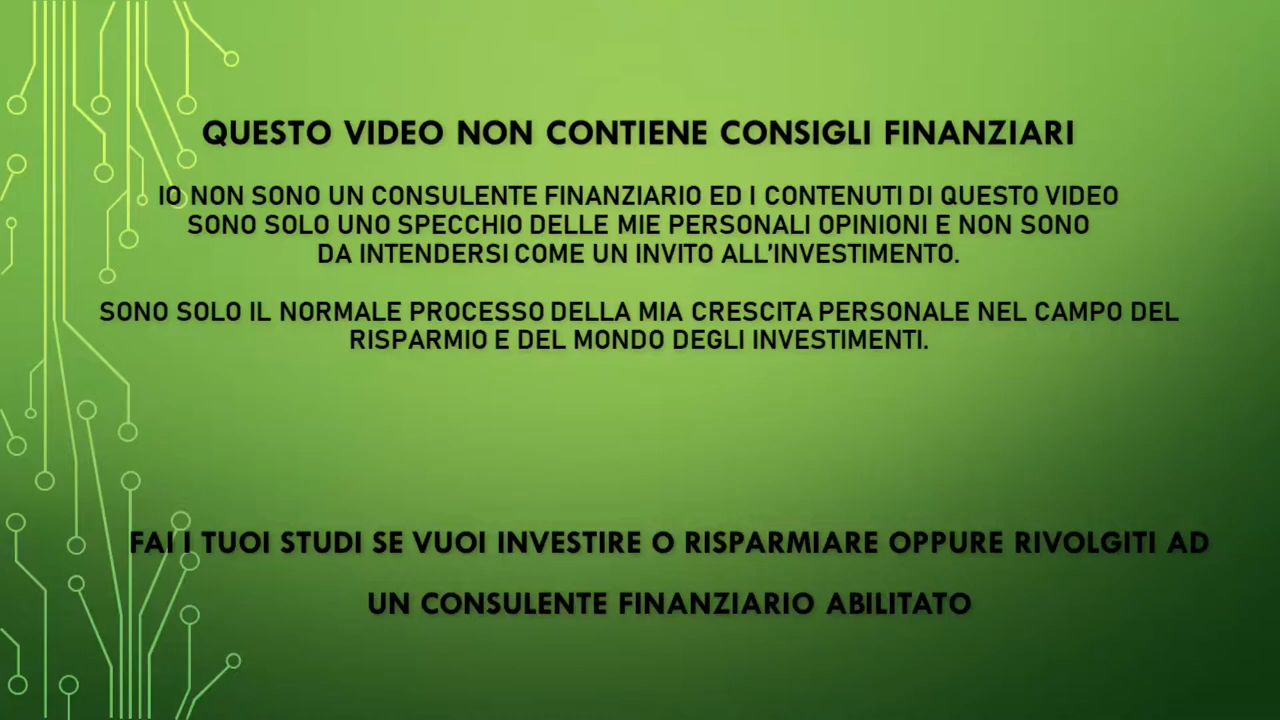 QUESTO VIDEO NON CONTIENE CONSIGLI FINANZIARI
IO NON SONO UN CONSULENTE FINANZIARIO ED I CONTENUTI DI QUESTO VIDEO
SONO SOLO UNO SPECCHIO DELLE MIE PERSONALI OPINIONI E NON SONO
DA INTENDERSI COME UN INVITO ALL'INVESTIMENTO.
SONO SOLO IL NORMALE PROCESSO DELLA MIA CRESCITA PERSONALE NEL CAMPO DEL
RISPARMIO E DEL MONDO DEGLI INVESTIMENTI.
FAI I TUOI STUDI SE VUOI INVESTIRE O RISPARMIARE OPPURE RIVOLGITI AD
UN CONSULENTE FINANZIARIO ABILITATO